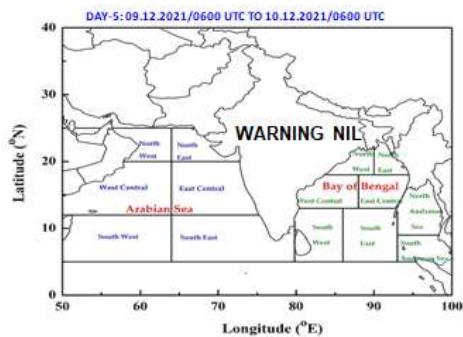 DAY-5: 09.12.2021/0600 UTC TO 10.12.2021/0600 UTC
40
30
20
10
0
Latitude (°N)
WARNING NIL
North West
North East
West Central
East Central
Arabian Sea
South West
South East
North West
North East
Bay of Bengal
West Central
East Central
South West
South East
North Andaman Sea
South Andaman Sea
50
60
70
80
90
100
Longitude (°E)